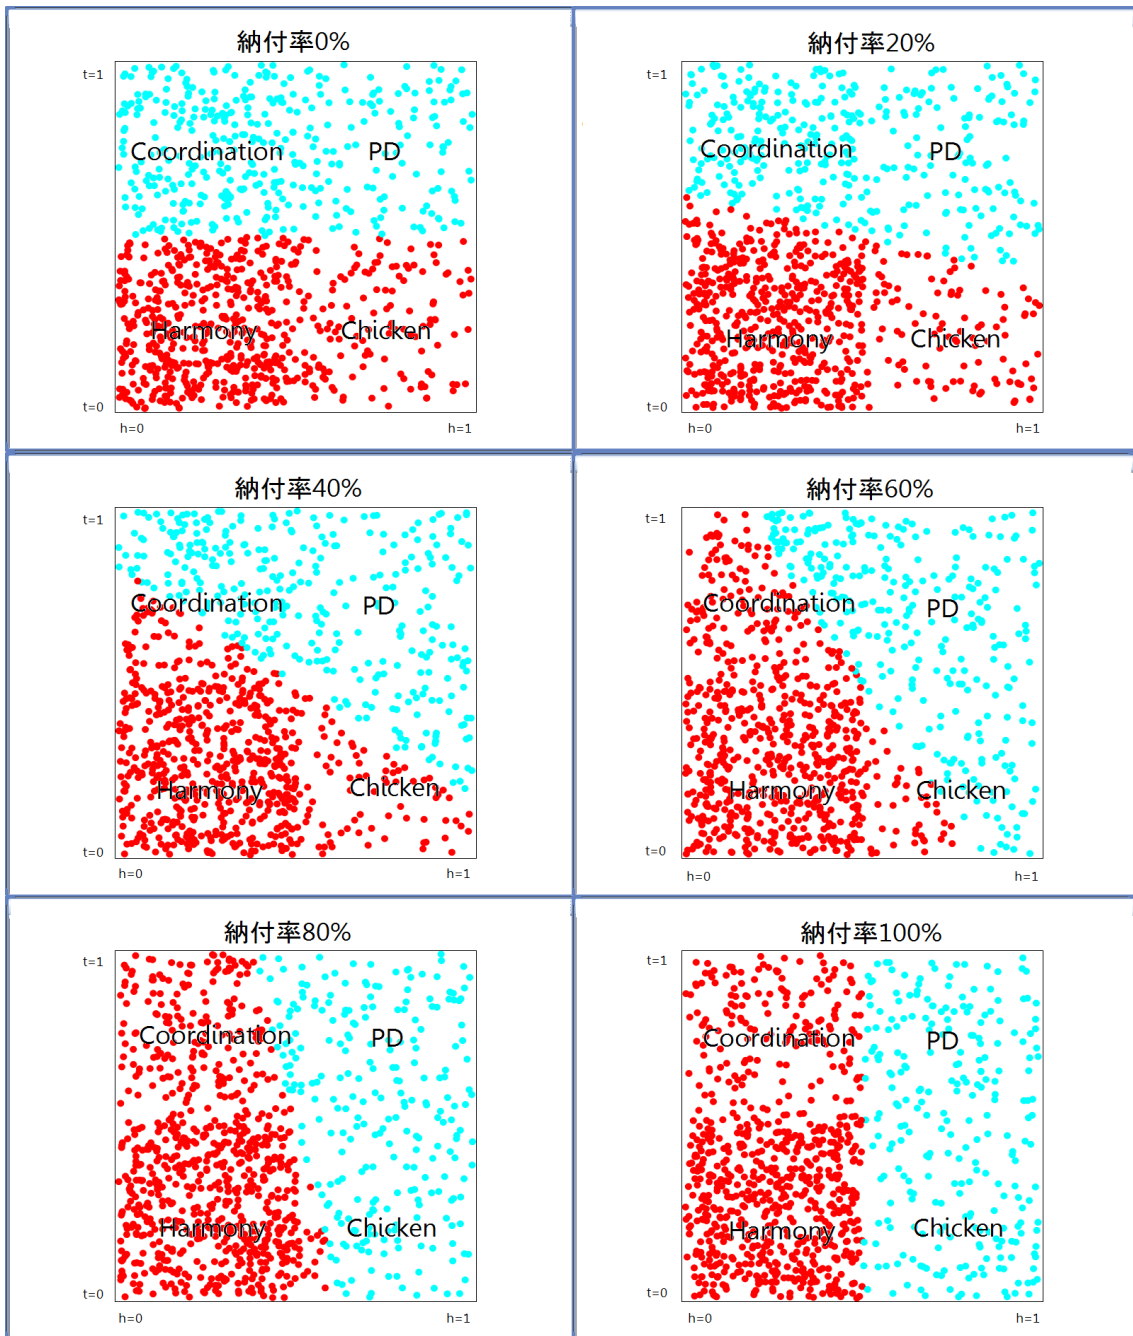 納付率0%
t=1
Coordination
PD
Harmony
Chicken
t=0
h=0
h=1
納付率20%
t=1
Coordination
PD
Harmony
Chicken
t=0
h=0
h=1
納付率40%
t=1
Coordination
PD
Harmony
Chicken
t=0
h=0
h=1
納付率60%
t=1
Coordination
PD
Harmony
Chicken
t=0
h=0
h=1
納付率80%
t=1
Coordination
PD
Harmony
Chicken
t=0
h=0
h=1
納付率100%
t=1
Coordination
PD
Harmony
Chicken
t=0
h=0
h=1